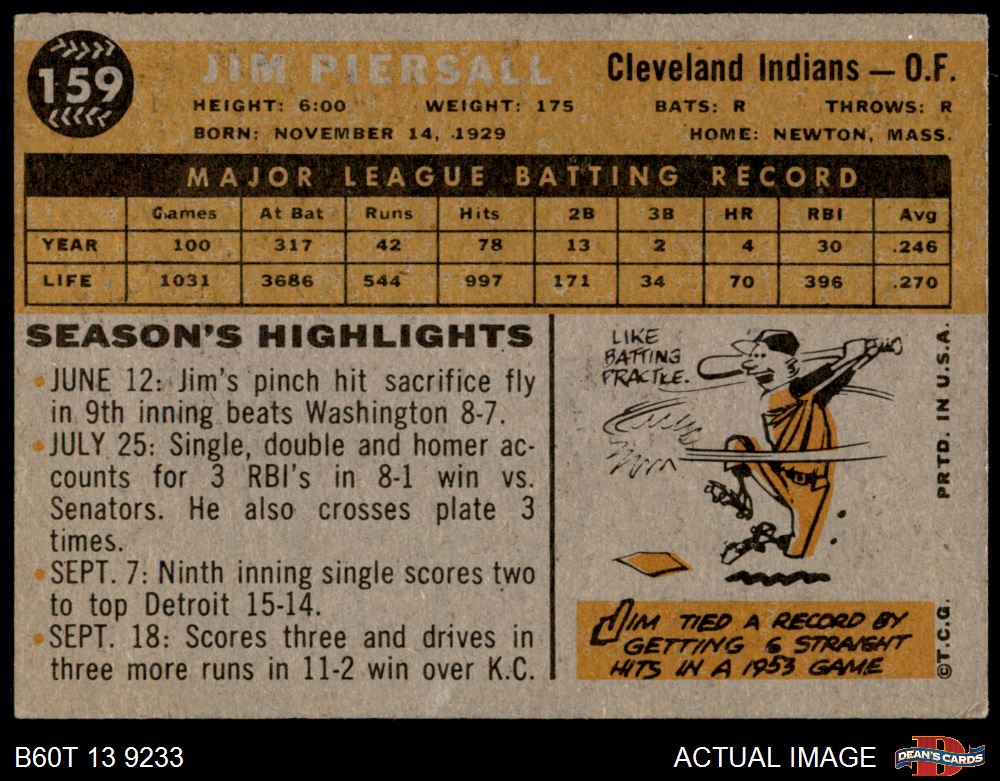 159
JIM PIERSALL
Cleveland Indians — O.F.
HEIGHT: 6:00 WEIGHT: 175 BATS: R THROWS: R
BORN: NOVEMBER 14, 1929 HOME: NEWTON, MASS.
MAJOR LEAGUE BATTING RECORD
Games At Bat Runs Hits 2B 3B HR RBI Avg
YEAR 100 317 42 78 13 2 4 30 .246
LIFE 1031 3686 544 997 171 34 70 396 .270
SEASON'S HIGHLIGHTS
• JUNE 12: Jim's pinch hit sacrifice fly
in 9th inning beats Washington 8-7.
• JULY 25: Single, double and homer ac-
counts for 3 RBI's in 8-1 win vs.
Senators. He also crosses plate 3
times.
• SEPT. 7: Ninth inning single scores two
to top Detroit 15-14.
• SEPT. 18: Scores three and drives in
three more runs in 11-2 win over K.C.
LIKE
BATTING
PRACTICE.
JIM TIED A RECORD BY
GETTING 6 STRAIGHT
HITS IN A 1953 GAME
©T.C.G. PRTD. IN U.S.A.
B60T 13 9233
ACTUAL IMAGE
DEAN'S CARDS